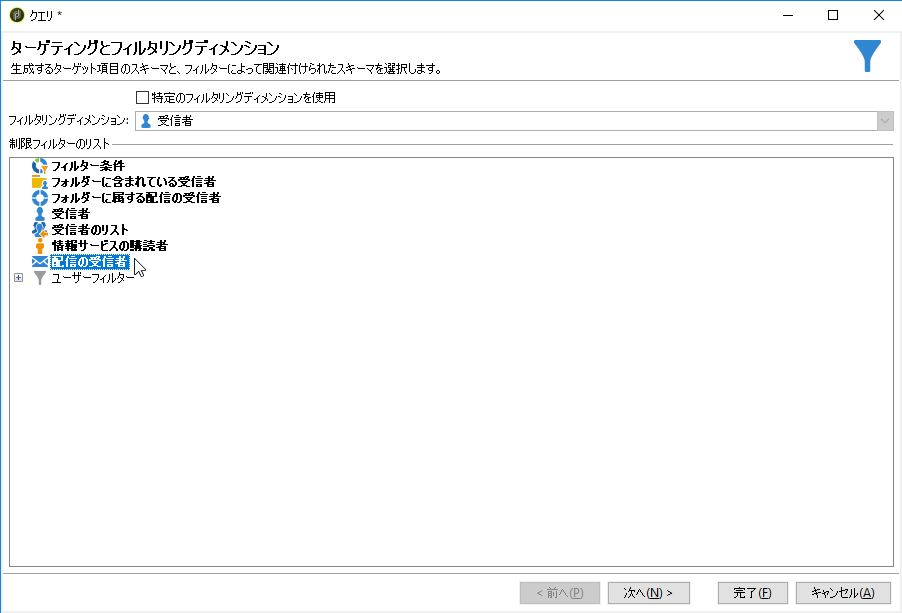 クエリ *
ターゲティングとフィルタリングディメンション
生成するターゲット項目のスキーマと、フィルターによって関連付けられたスキーマを選択します。
特定のフィルタリングディメンションを使用
フィルタリングディメンション: 受信者
制限フィルターのリスト
フィルター条件
フォルダーに含まれている受信者
フォルダーに属する配信の受信者
受信者
受信者のリスト
情報サービスの購読者
配信の受信者
ユーザーフィルター
< 前へ(P) 次へ(N) > 完了(F) キャンセル(A)